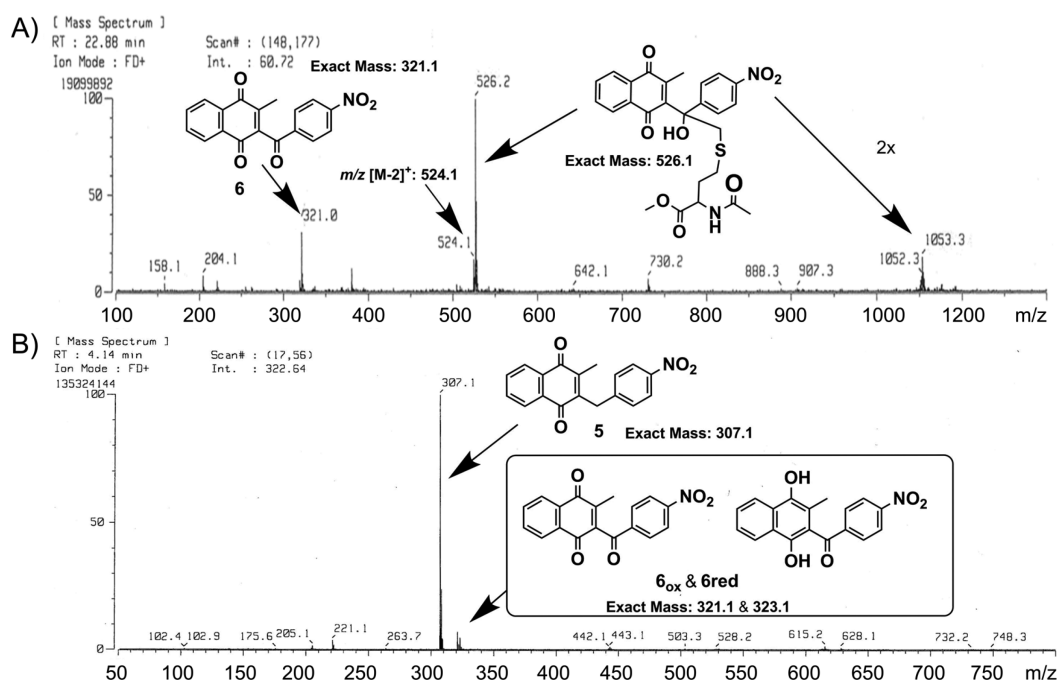 A)
[ Mass Spectrum ]
RT : 22.88 min Scan# : (148,177)
Ion Mode : FD+ Int. : 60.72
19099892
Exact Mass: 321.1
100
50
0
O
O
O
NO2
6
m/z [M-2]+: 524.1
526.2
524.1
321.0
158.1
204.1
642.1
730.2
888.3
907.3
1052.3
1053.3
O
O
HO
NO2
S
O
O
N
H
O
Exact Mass: 526.1
2x
100 200 300 400 500 600 700 800 900 1000 1100 1200 m/z
B)
[ Mass Spectrum ]
RT : 4.14 min Scan# : (17,56)
Ion Mode : FD+ Int. : 322.64
135324144
100
50
0
307.1
O
O
NO2
5 Exact Mass: 307.1
O
O
O
NO2
OH
OH
O
NO2
6ox & 6red
Exact Mass: 321.1 & 323.1
102.4 102.9 175.6 205.1 221.1 263.7 442.1 443.1 503.3 528.2 615.2 628.1 732.2 748.3
50 100 150 200 250 300 350 400 450 500 550 600 650 700 750 m/z